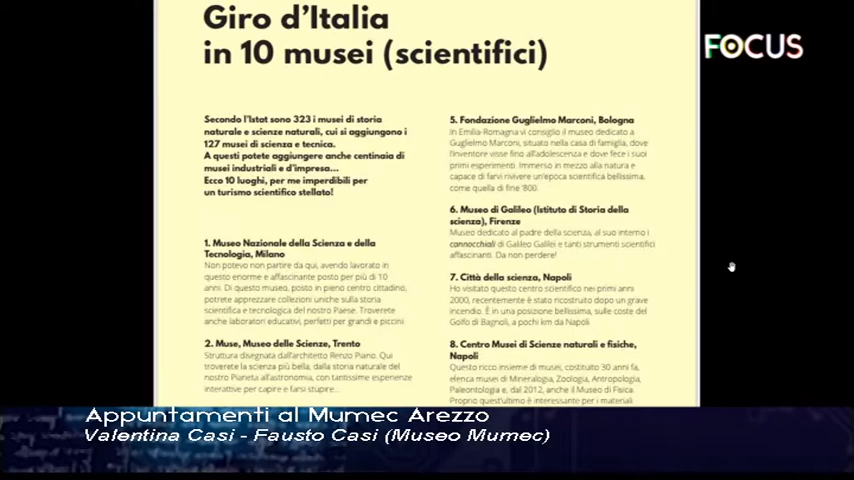 Giro d'Italia
in 10 musei (scientifici)
FOCUS
Secondo l'Istat sono 323 i musei di storia
naturale e scienze naturali, cui si aggiungono i
127 musei di scienza e tecnica.
A questi potete aggiungere anche centinaia di
musei industriali e d'impresa...
Ecco 10 luoghi, per me imperdibili per
un turismo scientifico stellato!
1. Museo Nazionale della Scienza e della
Tecnologia, Milano
Non potevo non partire da qui, avendo lavorato in
questo enorme e affascinante posto per più di 10
anni. Di questo museo, posto in pieno centro cittadino,
potrete apprezzare collezioni uniche sulla storia
scientifica e tecnologica del nostro Paese. Troverete
anche laboratori educativi, perfetti per grandi e piccini
2. Muse, Museo delle Scienze, Trento
Struttura disegnata dall'architetto Renzo Piano. Qui
troverete la scienza più bella, dalla storia naturale del
nostro Pianeta all'astronomia, con tantissime esperienze
interattive per capire e farsi stupire...
5. Fondazione Guglielmo Marconi, Bologna
In Emilia-Romagna vi consiglio il museo dedicato a
Guglielmo Marconi, situato nella casa di famiglia, dove
l'inventore visse fino all'adolescenza e dove fece i suoi
primi esperimenti. Immerso in mezzo alla natura e
capace di farvi rivivere un'epoca scientifica bellissima,
come quella di fine '800.
6. Museo di Galileo (Istituto di Storia della
scienza), Firenze
Museo dedicato al padre della scienza, al suo interno i
cannocchiali di Galileo Galilei e tanti strumenti scientifici
affascinanti. Da non perdere!
7. Città della scienza, Napoli
Ho visitato questo centro scientifico nei primi anni
2000, recentemente è stato ricostruito dopo un grave
incendio. È in una posizione bellissima, sulle coste del
Golfo di Bagnoli, a pochi km da Napoli
8. Centro Musei di Scienze naturali e fisiche,
Napoli
Questo ricco insieme di musei, costituito 30 anni fa,
elenca musei di Mineralogia, Zoologia, Antropologia,
Paleontologia e, dal 2012, anche il Museo di Fisica.
Proprio quest'ultimo è interessante per i materiali
Appuntamenti al Mumec Arezzo
Valentina Casi - Fausto Casi (Museo Mumec)